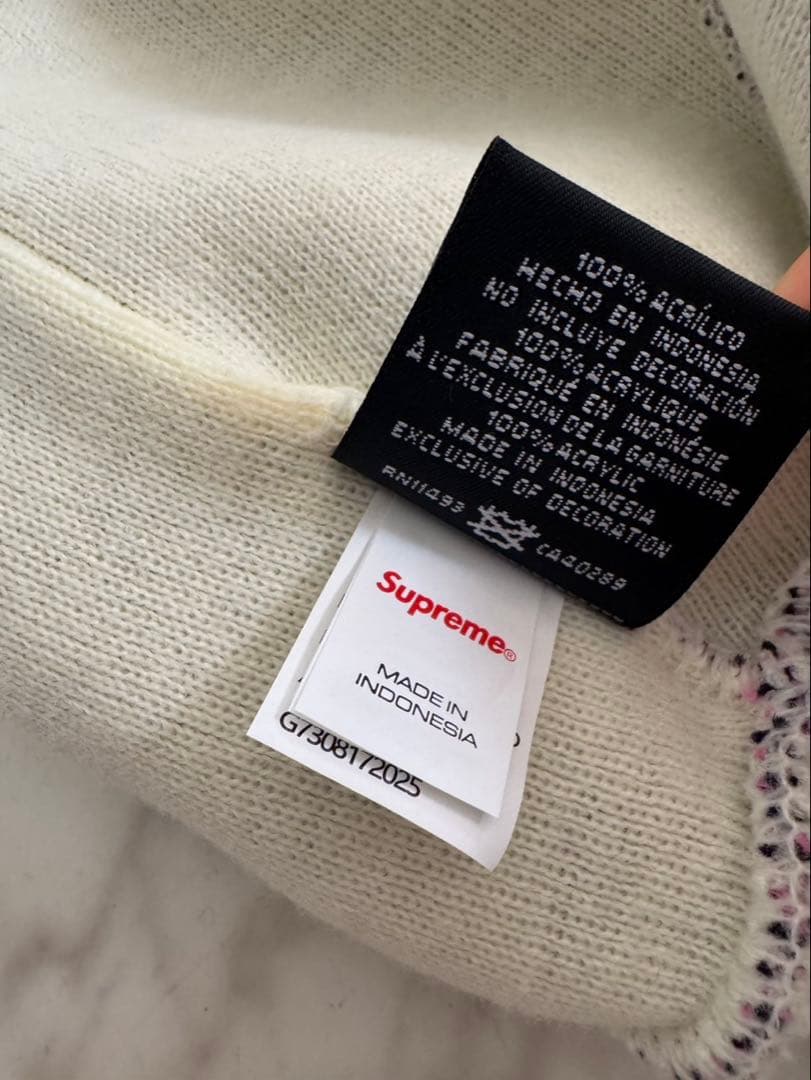 100% ACRÍLICO
HECHO EN INDONESIA
NO INCLUYE DECORACIÓN
100% ACRYLIQUE
FABRIQUÉ EN INDONÉSIE
À L'EXCLUSION DE LA GARNITURE
100% ACRYLIC
MADE IN INDONESIA
EXCLUSIVE OF DECORATION
RN11493 CA40289
Supreme®
MADE IN
INDONESIA
G7308172025